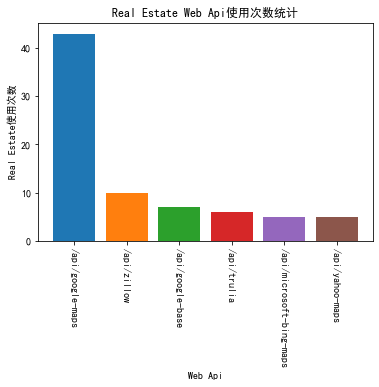 Real Estate Web Api使用次数统计
Real Estate使用次数
40
30
20
10
0
/api/google-maps
/api/zillow
/api/google-base
/api/trulia
/api/microsoft-bing-maps
/api/yahoo-maps
Web Api